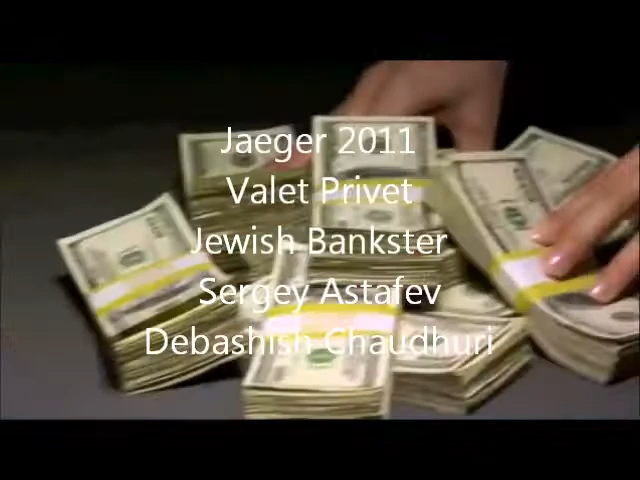 Jaeger 2011
Valet Privet
Jewish Bankster
Sergey Astafev
Debashish Chaudhuri